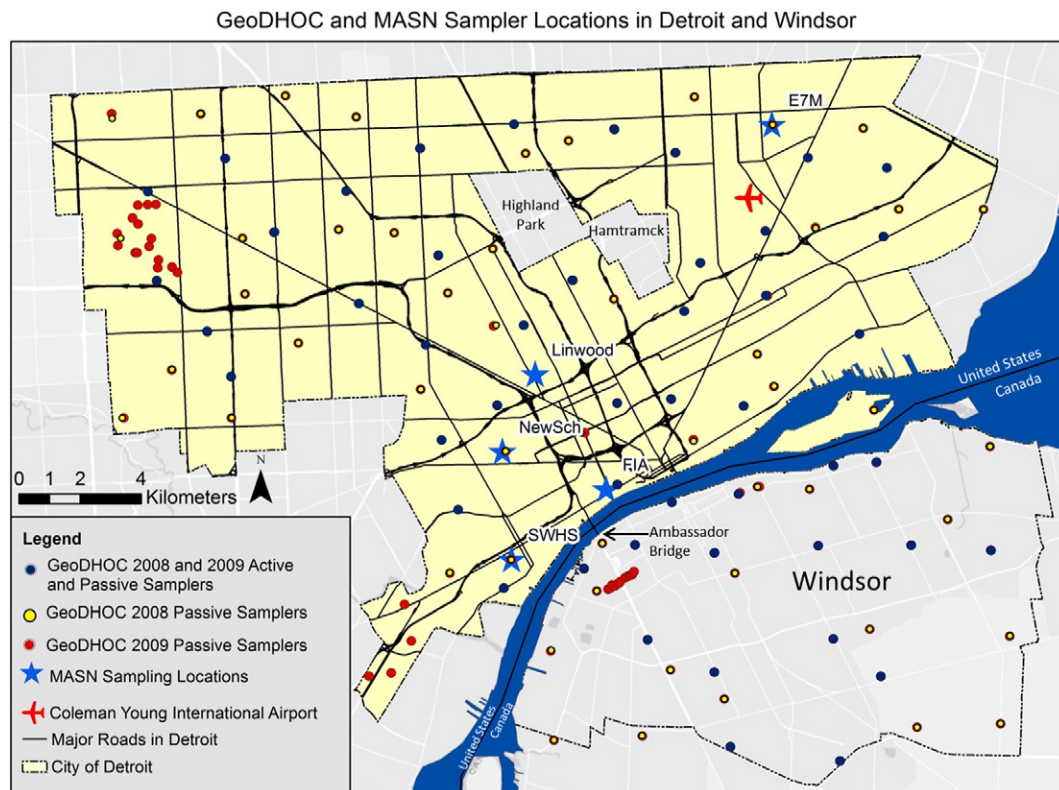 GeoDHOC and MASN Sampler Locations in Detroit and Windsor
E7M
Highland
Park
Hamtramck
Linwood
NewSch
FIA
SWHS
Ambassador
Bridge
Windsor
United States
Canada
United States
Canada
N
0 1 2 4
Kilometers
Legend
GeoDHOC 2008 and 2009 Active
and Passive Samplers
GeoDHOC 2008 Passive Samplers
GeoDHOC 2009 Passive Samplers
MASN Sampling Locations
Coleman Young International Airport
Major Roads in Detroit
City of Detroit